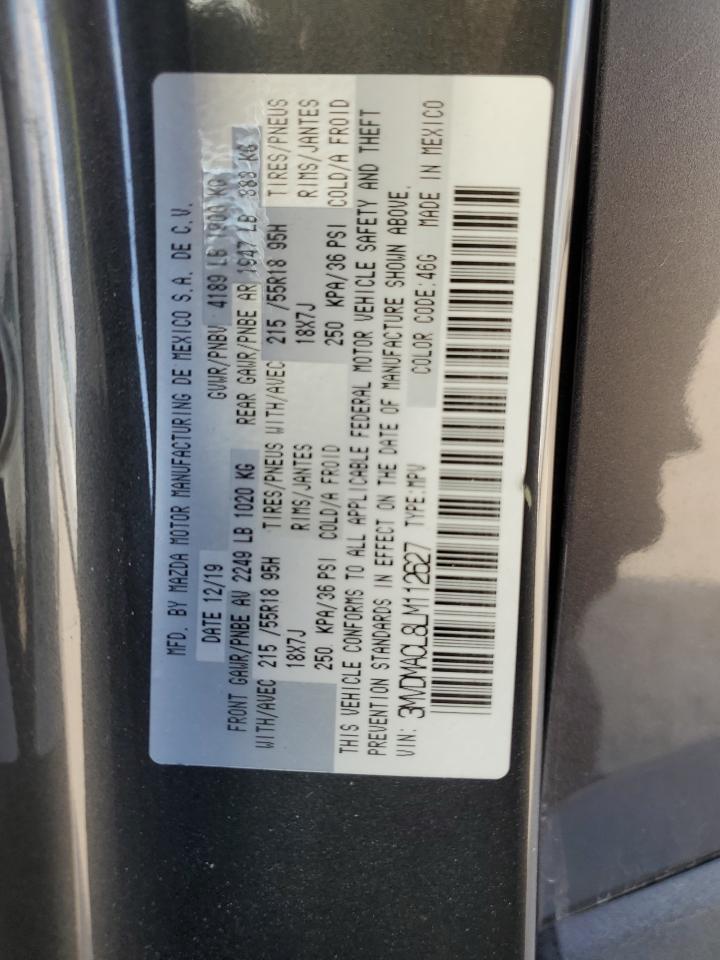 MFD. BY MAZDA MOTOR MANUFACTURING DE MEXICO S.A. DE C.V.
DATE 12/19 GVWR/PNBV 4189 LB 1900 KG
FRONT GAWR/PNBE AV 2249 LB 1020 KG REAR GAWR/PNBE AR 1947 LB 883 KG
WITH/AVEC 215 /55R18 95H TIRES/PNEUS WITH/AVEC 215 /55R18 95H TIRES/PNEUS
18X7J RIMS/JANTES 18X7J RIMS/JANTES
250 KPA/36 PSI COLD/A FROID 250 KPA/36 PSI COLD/A FROID
THIS VEHICLE CONFORMS TO ALL APPLICABLE FEDERAL MOTOR VEHICLE SAFETY AND THEFT
PREVENTION STANDARDS IN EFFECT ON THE DATE OF MANUFACTURE SHOWN ABOVE.
VIN: 3MVDMACL8LM112627 TYPE:MPV COLOR CODE:46G MADE IN MEXICO